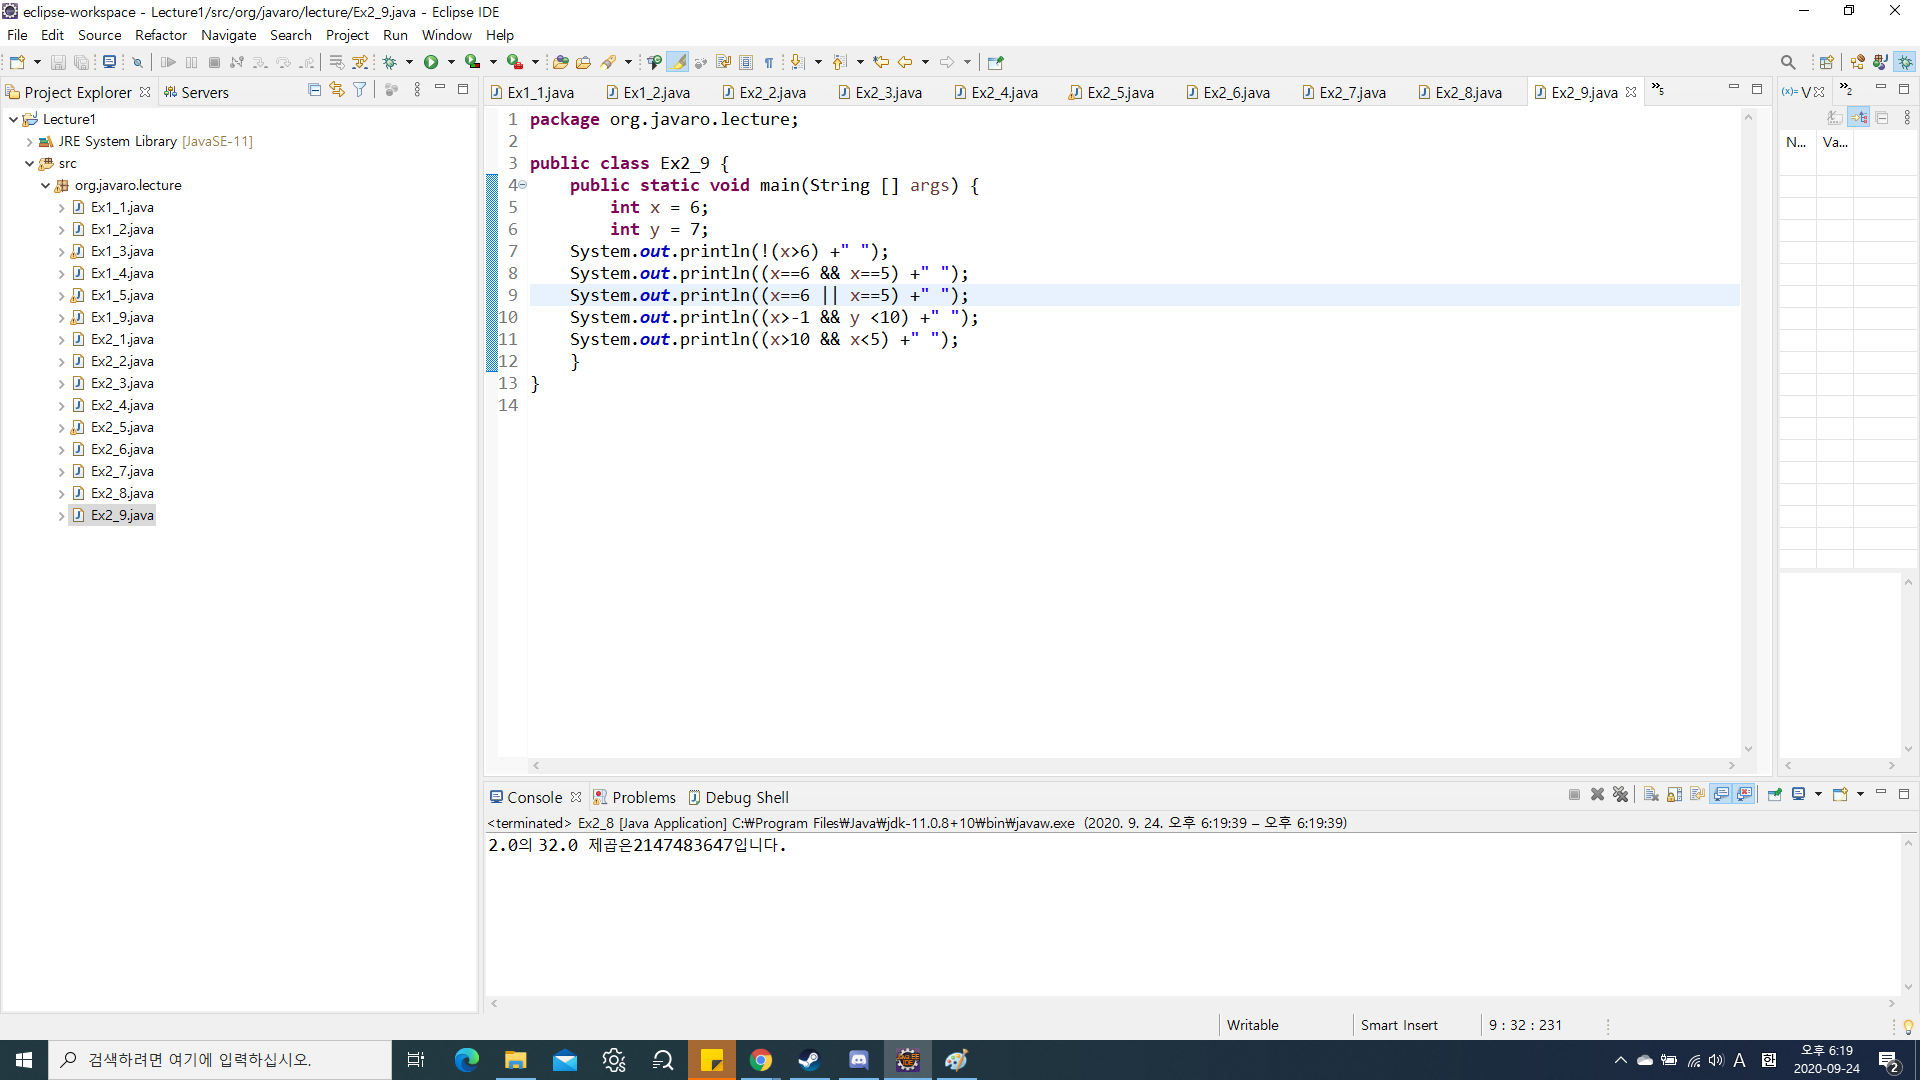 eclipse-workspace - Lecture1/src/org/javaro/lecture/Ex2_9.java - Eclipse IDE
File Edit Source Refactor Navigate Search Project Run Window Help
Project Explorer Servers
Lecture1
JRE System Library [JavaSE-11]
src
org.javaro.lecture
Ex1_1.java
Ex1_2.java
Ex1_3.java
Ex1_4.java
Ex1_5.java
Ex1_9.java
Ex2_1.java
Ex2_2.java
Ex2_3.java
Ex2_4.java
Ex2_5.java
Ex2_6.java
Ex2_7.java
Ex2_8.java
Ex2_9.java
Ex1_1.java Ex1_2.java Ex2_2.java Ex2_3.java Ex2_4.java Ex2_5.java Ex2_6.java Ex2_7.java Ex2_8.java Ex2_9.java »5
1 package org.javaro.lecture;
2
3 public class Ex2_9 {
4 public static void main(String [] args) {
5 int x = 6;
6 int y = 7;
7 System.out.println(!(x>6) +" ");
8 System.out.println((x==6 && x==5) +" ");
9 System.out.println((x==6 || x==5) +" ");
10 System.out.println((x>-1 && y <10) +" ");
11 System.out.println((x>10 && x<5) +" ");
12 }
13 }
14
(x)= V »2
N... Va...
Console Problems Debug Shell
<terminated> Ex2_8 [Java Application] C:₩Program Files₩Java₩jdk-11.0.8+10₩bin₩javaw.exe (2020. 9. 24. 오후 6:19:39 – 오후 6:19:39)
2.0의 32.0 제곱은2147483647입니다.
Writable Smart Insert 9 : 32 : 231
검색하려면 여기에 입력하십시오.
A 한 오후 6:19
2020-09-24
2